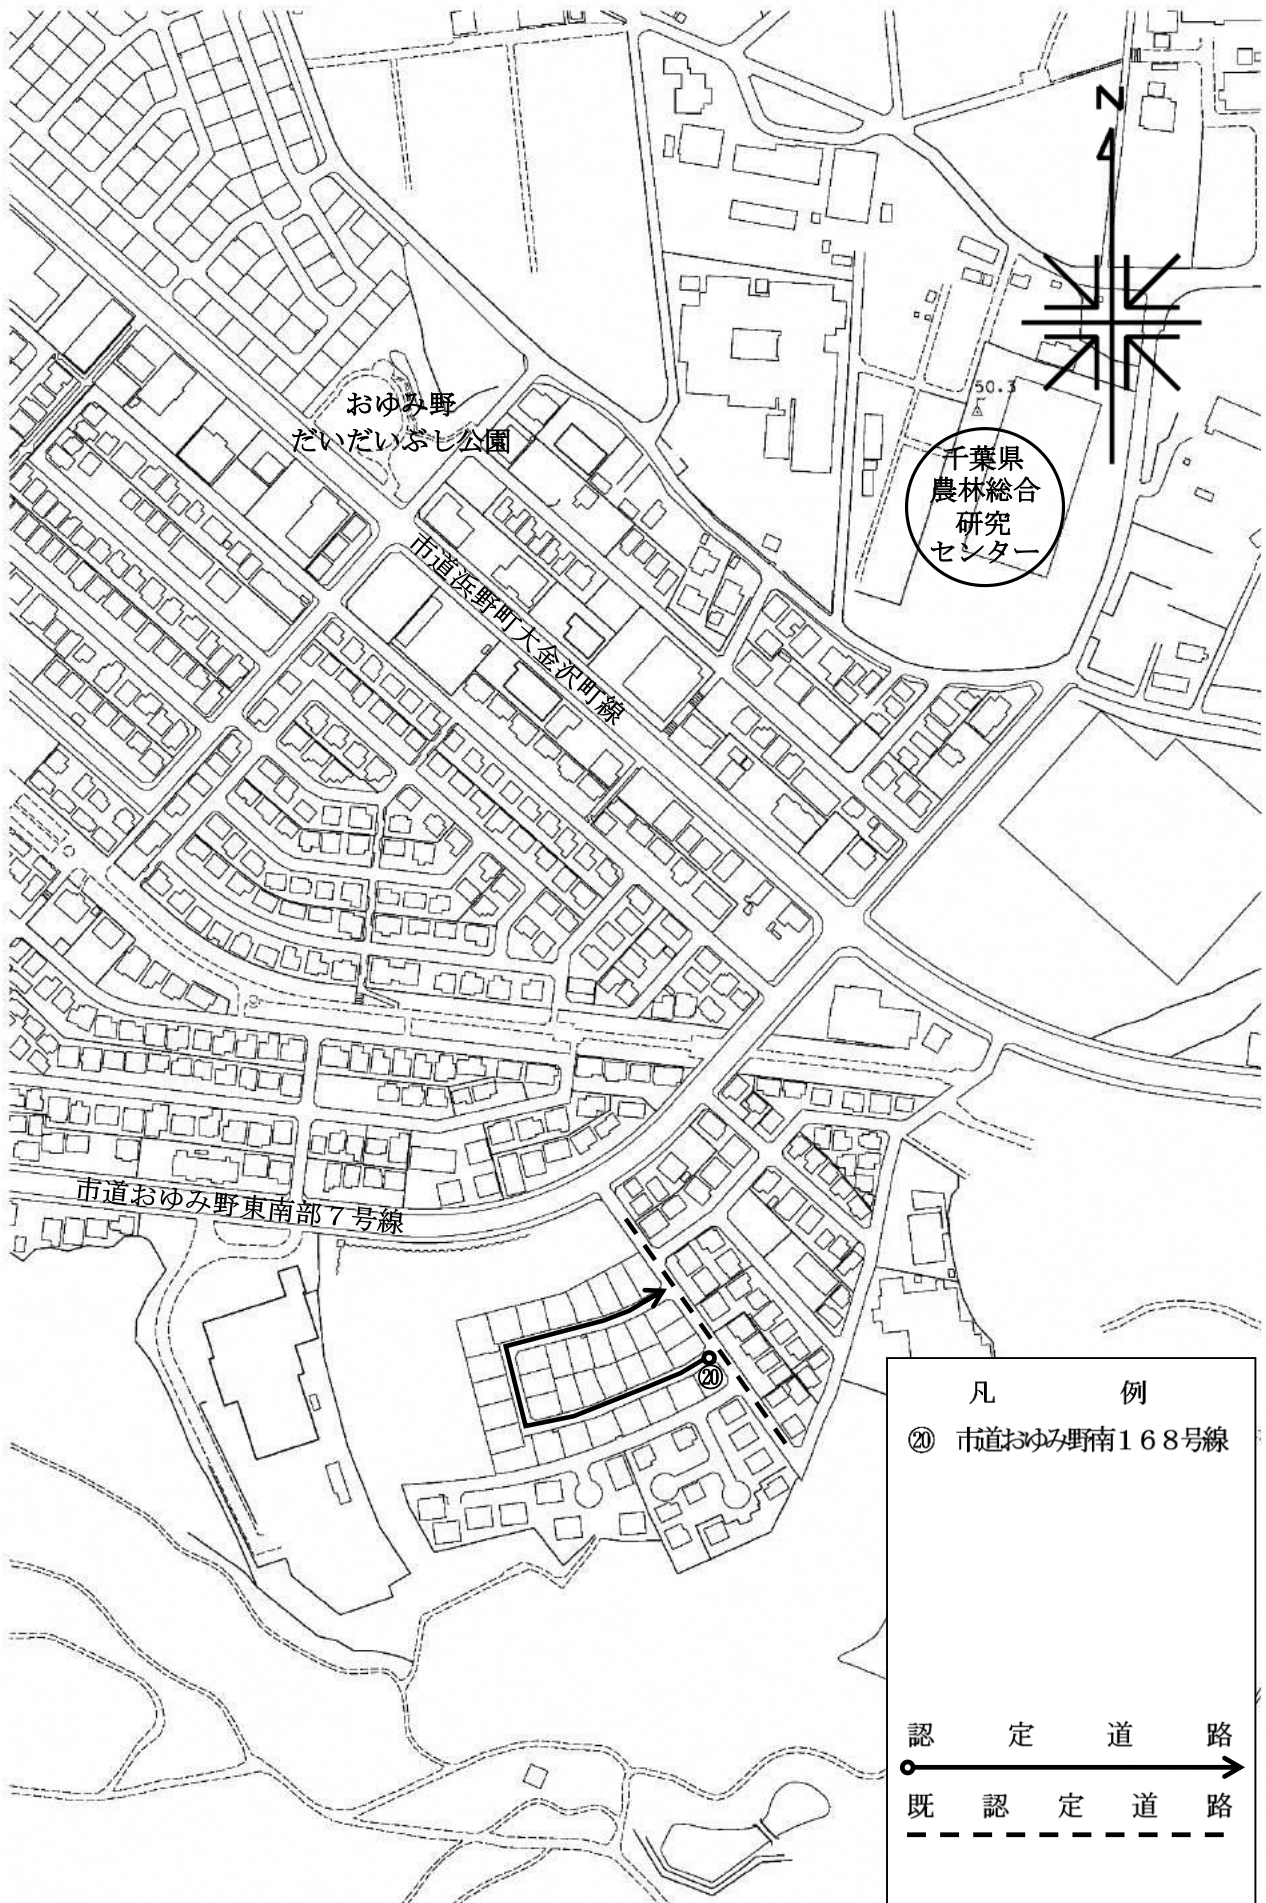 N
50.3
おゆみ野
だいだいぶし公園
千葉県
農林総合
研究
センター
市道浜野町大金沢町線
市道おゆみ野東南部７号線
⑳
凡例
⑳ 市道おゆみ野南１６８号線
認定道路
既認定道路